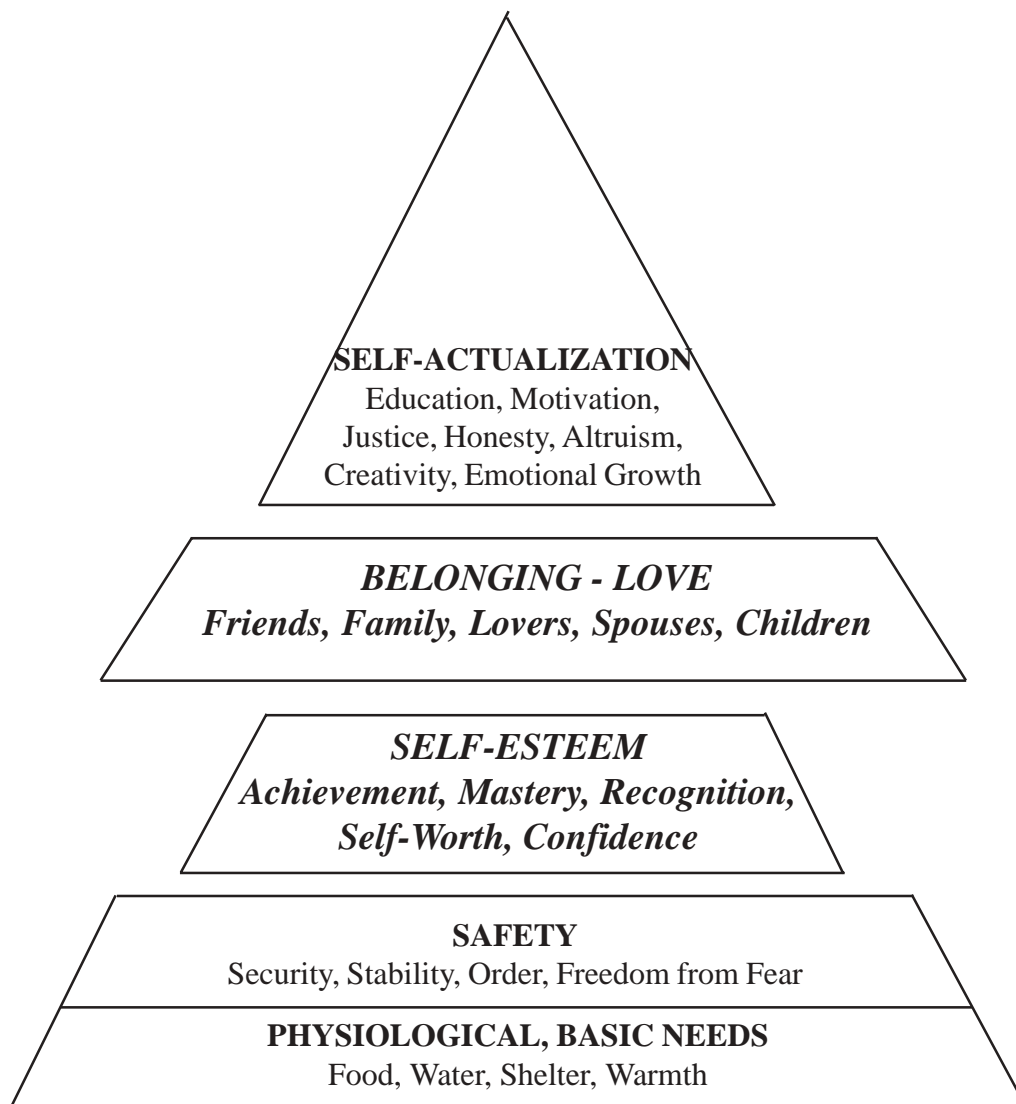 SELF-ACTUALIZATION
Education, Motivation,
Justice, Honesty, Altruism,
Creativity, Emotional Growth
BELONGING - LOVE
Friends, Family, Lovers, Spouses, Children
SELF-ESTEEM
Achievement, Mastery, Recognition,
Self-Worth, Confidence
SAFETY
Security, Stability, Order, Freedom from Fear
PHYSIOLOGICAL, BASIC NEEDS
Food, Water, Shelter, Warmth